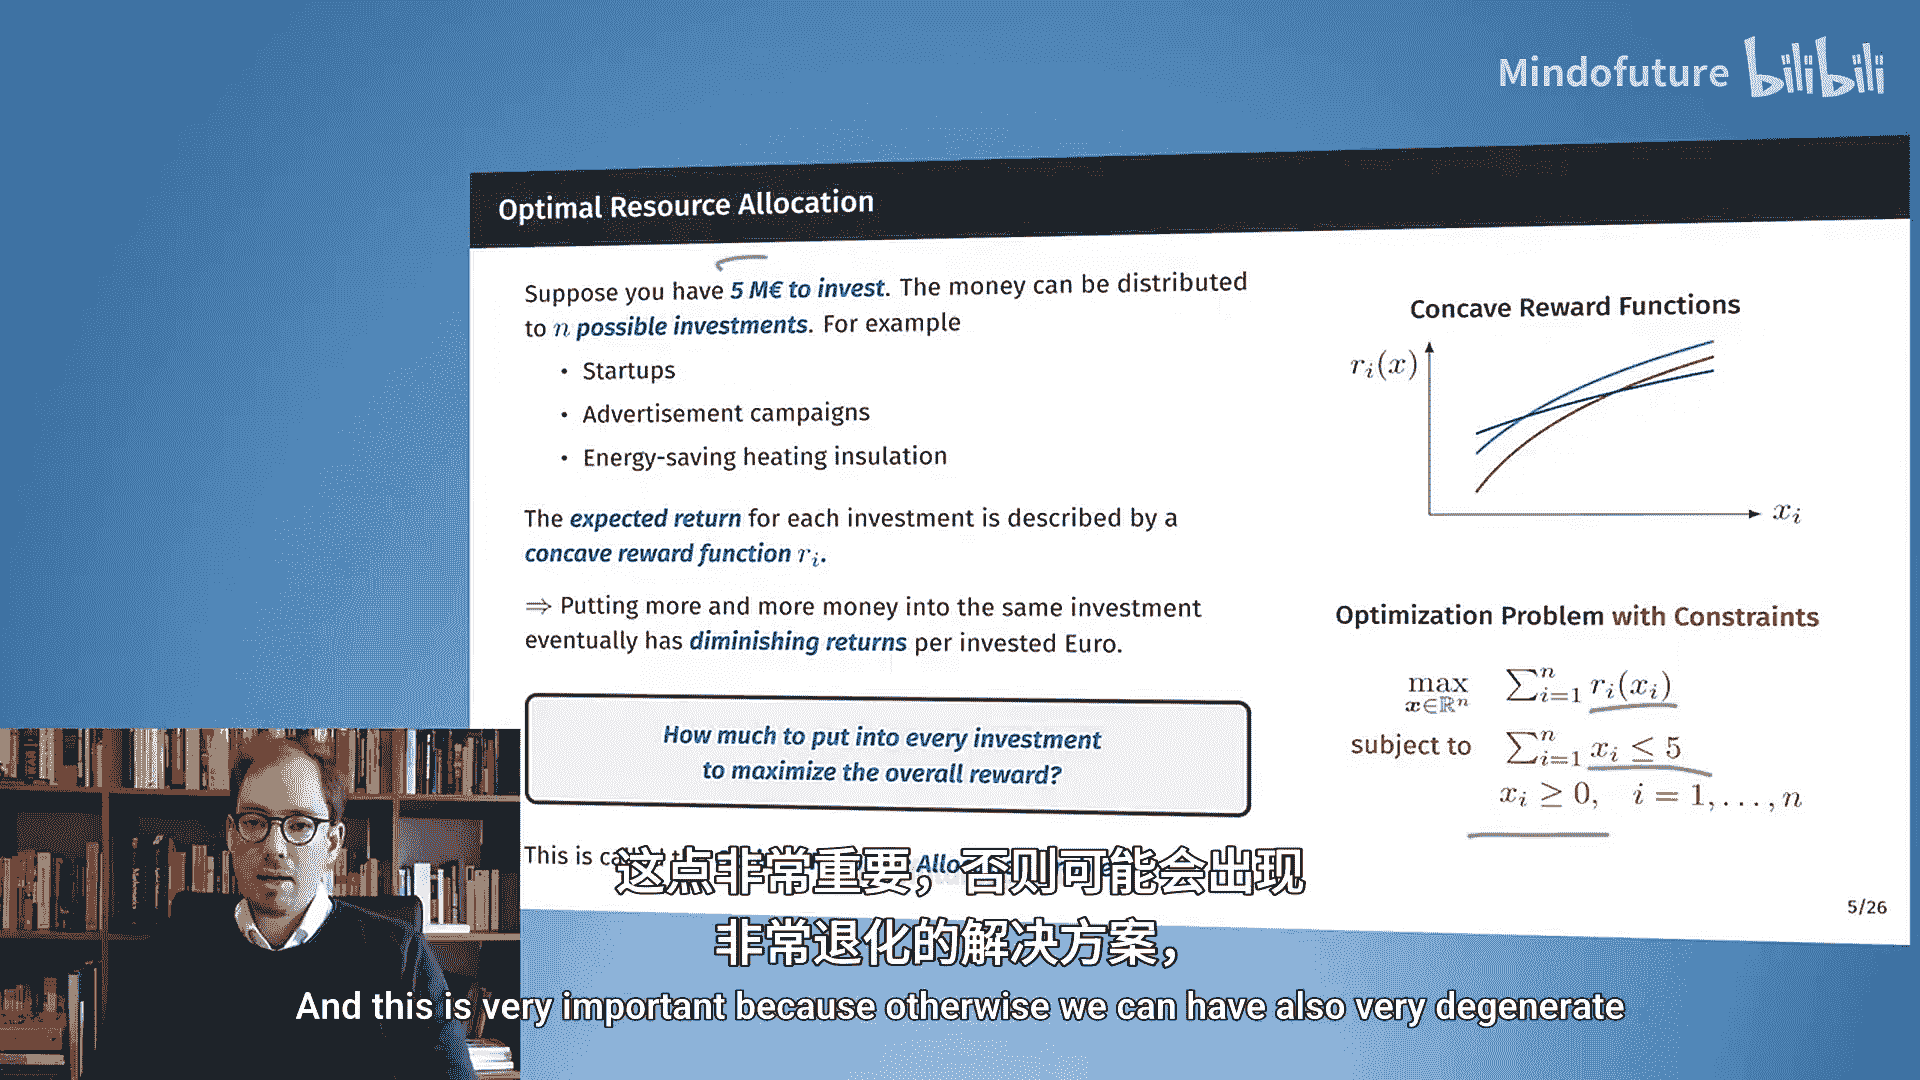 Mindofuture bilibili
Optimal Resource Allocation
Suppose you have 5 M€ to invest. The money can be distributed
to n possible investments. For example
• Startups
• Advertisement campaigns
• Energy-saving heating insulation
The expected return for each investment is described by a
concave reward function rᵢ.
⇒ Putting more and more money into the same investment
eventually has diminishing returns per invested Euro.
How much to put into every investment
to maximize the overall reward?
This is
Concave Reward Functions
rᵢ(x)
xᵢ
Optimization Problem with Constraints
max x∈ℝⁿ ∑ⁿᵢ₌₁ rᵢ(xᵢ)
subject to ∑ⁿᵢ₌₁ xᵢ ≤ 5
xᵢ ≥ 0, i = 1, . . . , n
5/26
这点非常重要，否则可能会出现
非常退化的解决方案，
And this is very important because otherwise we can have also very degenerate